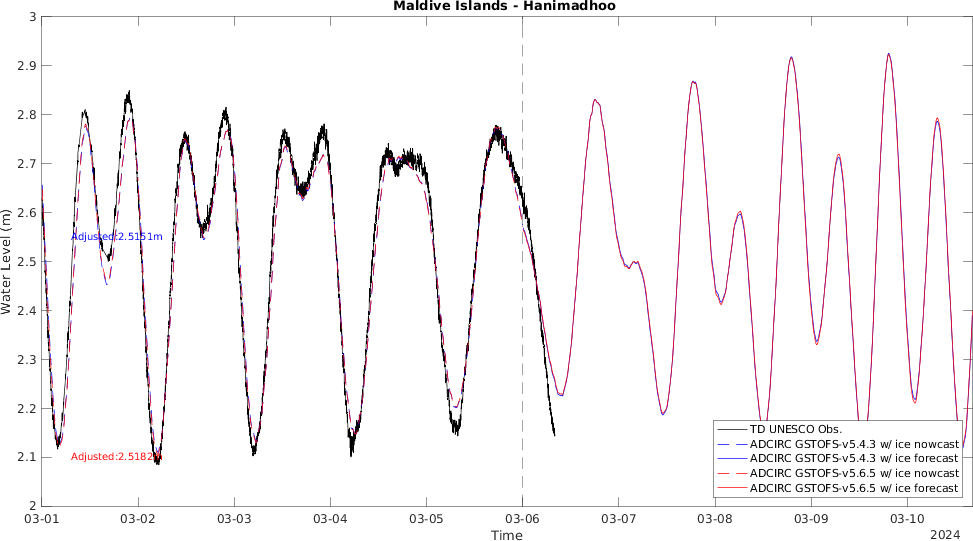 Maldive Islands - Hanimadhoo
3
2.9
2.8
2.7
2.6
2.5
2.4
2.3
2.2
2.1
2
Water Level (m)
Adjusted:2.5151m
Adjusted:2.5182
TD UNESCO Obs.
ADCIRC GSTOFS-v5.4.3 w/ ice nowcast
ADCIRC GSTOFS-v5.4.3 w/ ice forecast
ADCIRC GSTOFS-v5.6.5 w/ ice nowcast
ADCIRC GSTOFS-v5.6.5 w/ ice forecast
03-01 03-02 03-03 03-04 03-05 03-06 03-07 03-08 03-09 03-10
Time
2024